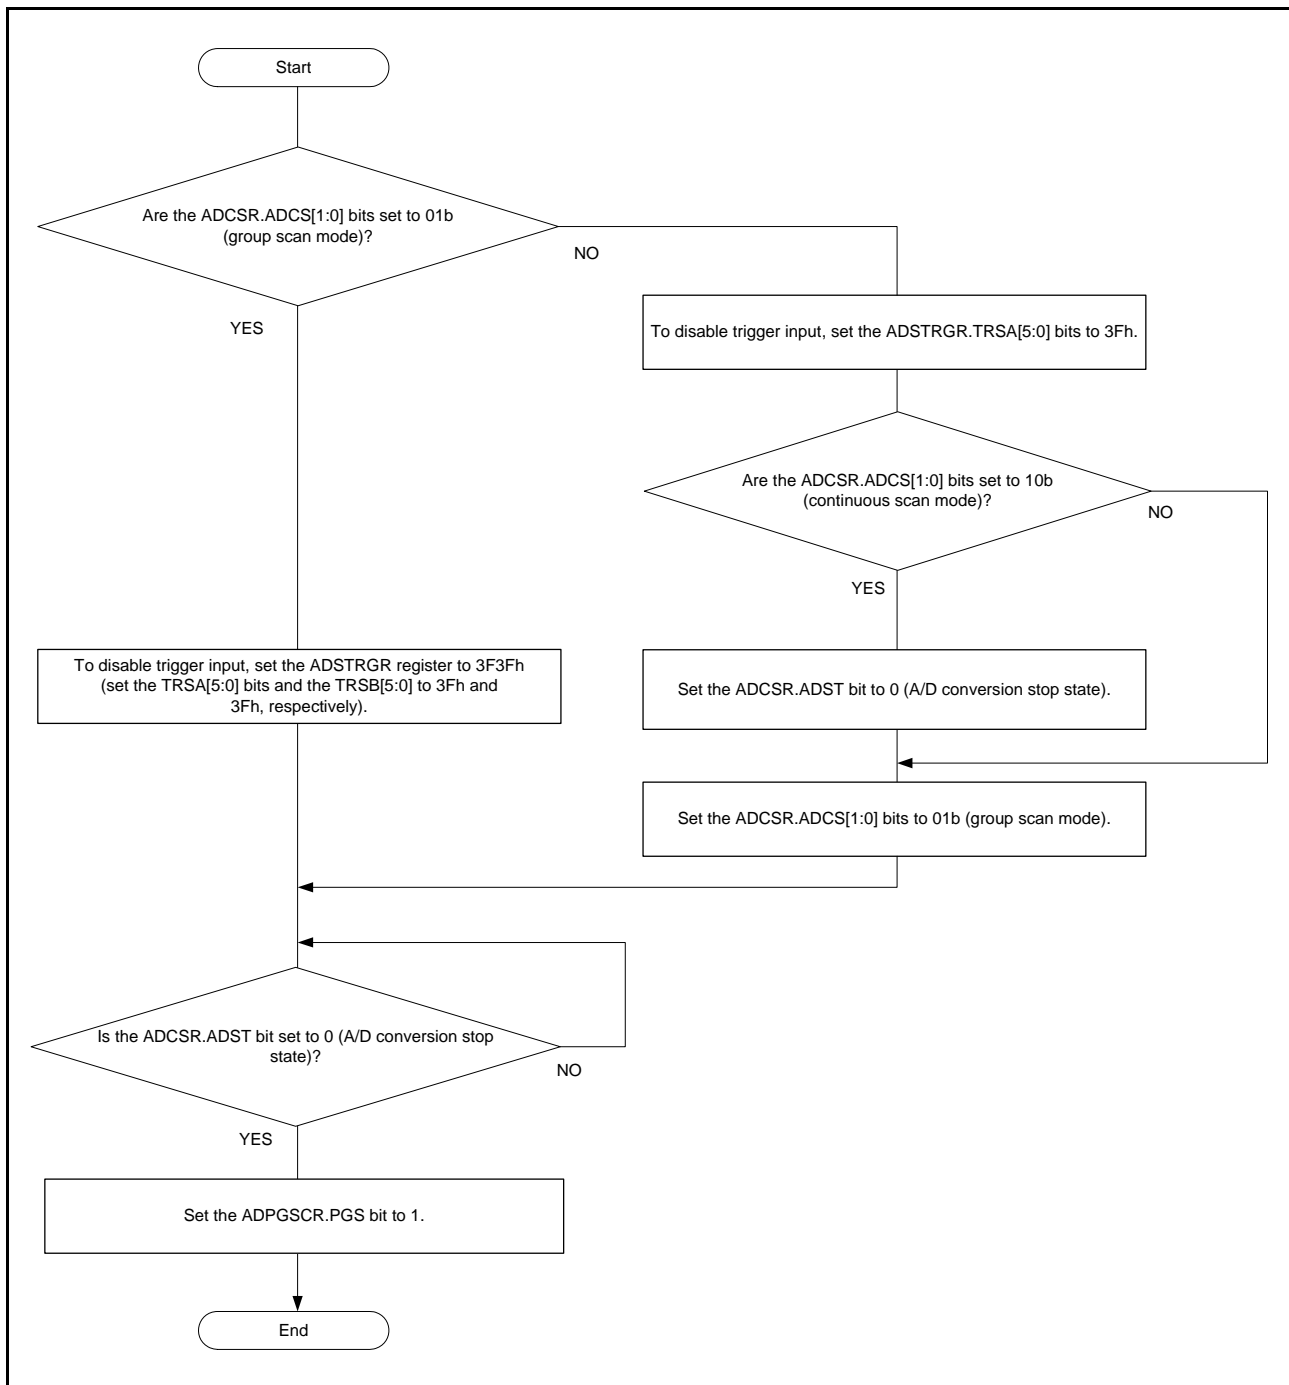 Start
Are the ADCSR.ADCS[1:0] bits set to 01b
(group scan mode)?
NO
YES
To disable trigger input, set the ADSTRGR.TRSA[5:0] bits to 3Fh.
Are the ADCSR.ADCS[1:0] bits set to 10b
(continuous scan mode)?
NO
YES
To disable trigger input, set the ADSTRGR register to 3F3Fh
(set the TRSA[5:0] bits and the TRSB[5:0] to 3Fh and
3Fh, respectively).
Set the ADCSR.ADST bit to 0 (A/D conversion stop state).
Set the ADCSR.ADCS[1:0] bits to 01b (group scan mode).
Is the ADCSR.ADST bit set to 0 (A/D conversion stop
state)?
NO
YES
Set the ADPGSCR.PGS bit to 1.
End